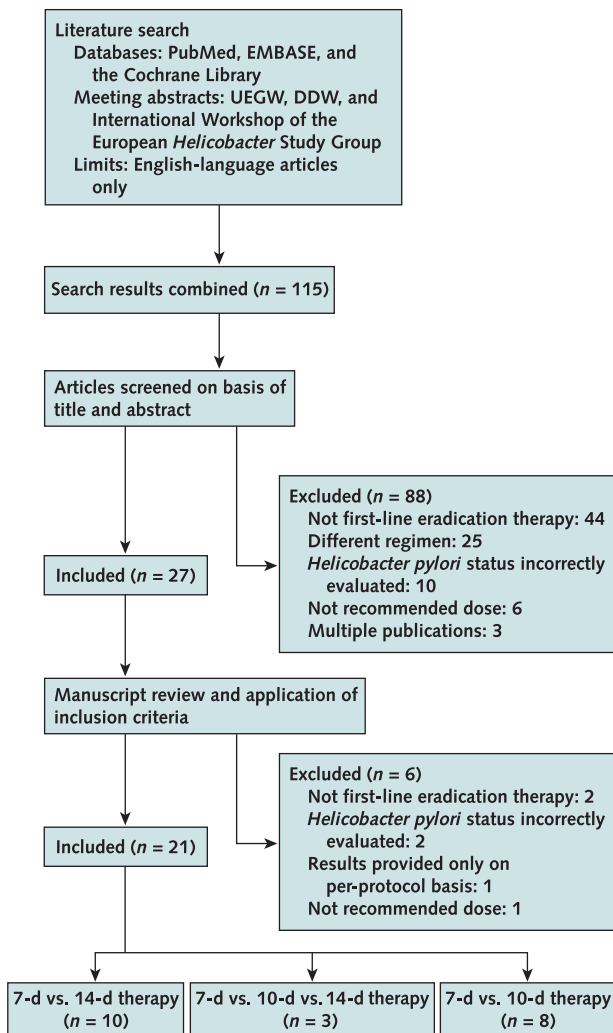 Literature search
Databases: PubMed, EMBASE, and
the Cochrane Library
Meeting abstracts: UEGW, DDW, and
International Workshop of the
European Helicobacter Study Group
Limits: English-language articles
only
Search results combined (n = 115)
Articles screened on basis of
title and abstract
Excluded (n = 88)
Not first-line eradication therapy: 44
Different regimen: 25
Helicobacter pylori status incorrectly
evaluated: 10
Not recommended dose: 6
Multiple publications: 3
Included (n = 27)
Manuscript review and application of
inclusion criteria
Excluded (n = 6)
Not first-line eradication therapy: 2
Helicobacter pylori status incorrectly
evaluated: 2
Results provided only on
per-protocol basis: 1
Not recommended dose: 1
Included (n = 21)
7-d vs. 14-d therapy
(n = 10)
7-d vs. 10-d vs. 14-d therapy
(n = 3)
7-d vs. 10-d therapy
(n = 8)